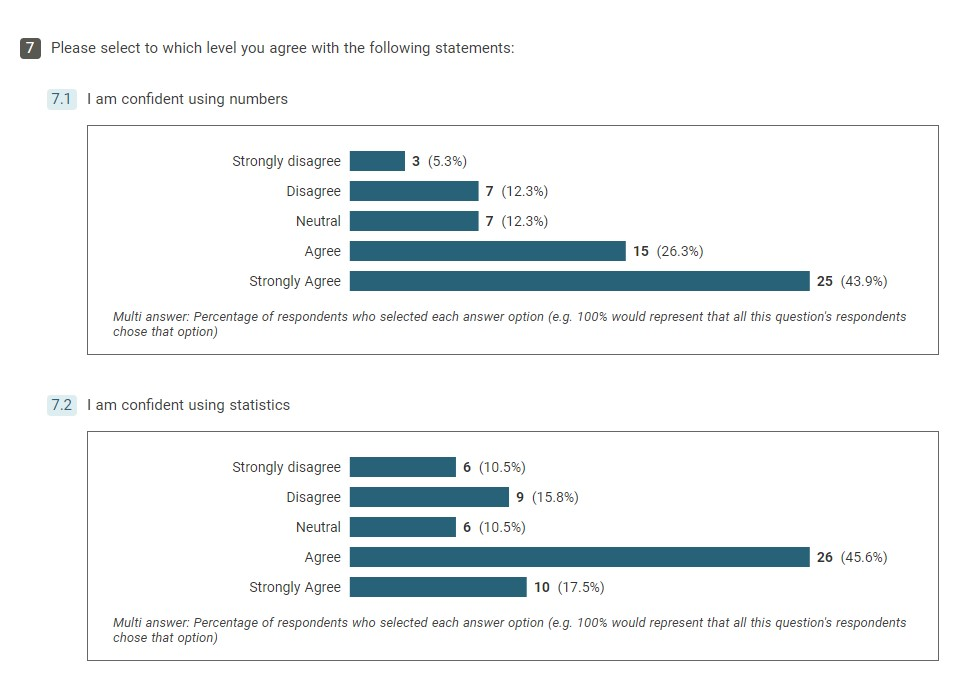 7 Please select to which level you agree with the following statements:
7.1 I am confident using numbers
Strongly disagree 3 (5.3%)
Disagree 7 (12.3%)
Neutral 7 (12.3%)
Agree 15 (26.3%)
Strongly Agree 25 (43.9%)
Multi answer: Percentage of respondents who selected each answer option (e.g. 100% would represent that all this question's respondents
chose that option)
7.2 I am confident using statistics
Strongly disagree 6 (10.5%)
Disagree 9 (15.8%)
Neutral 6 (10.5%)
Agree 26 (45.6%)
Strongly Agree 10 (17.5%)
Multi answer: Percentage of respondents who selected each answer option (e.g. 100% would represent that all this question's respondents
chose that option)